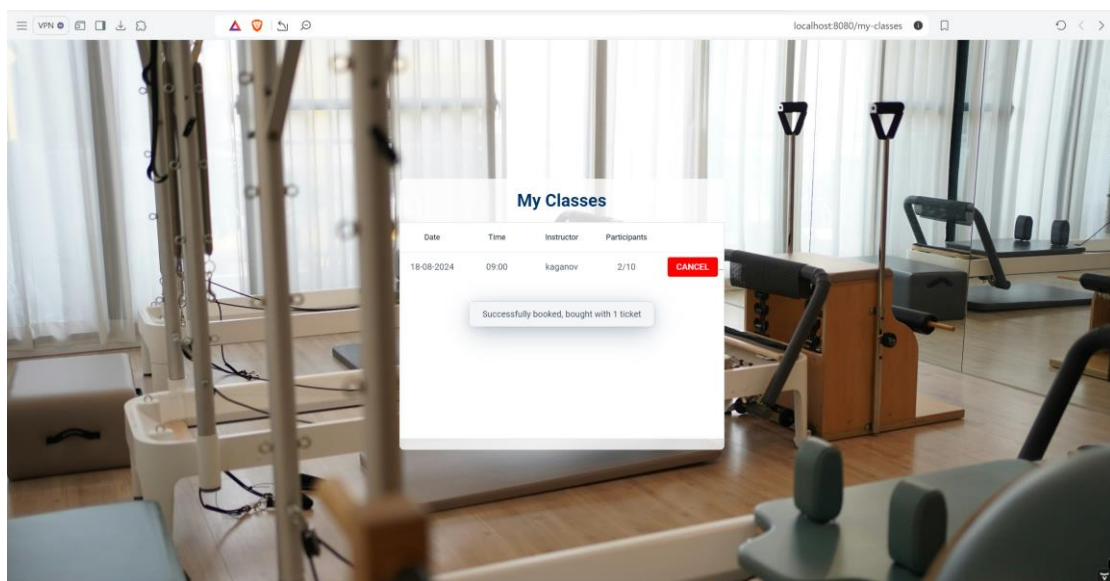 VPN
localhost:8080/my-classes
My Classes
Date Time Instructor Participants
18-08-2024 09:00 kaganov 2/10 CANCEL
Successfully booked, bought with 1 ticket